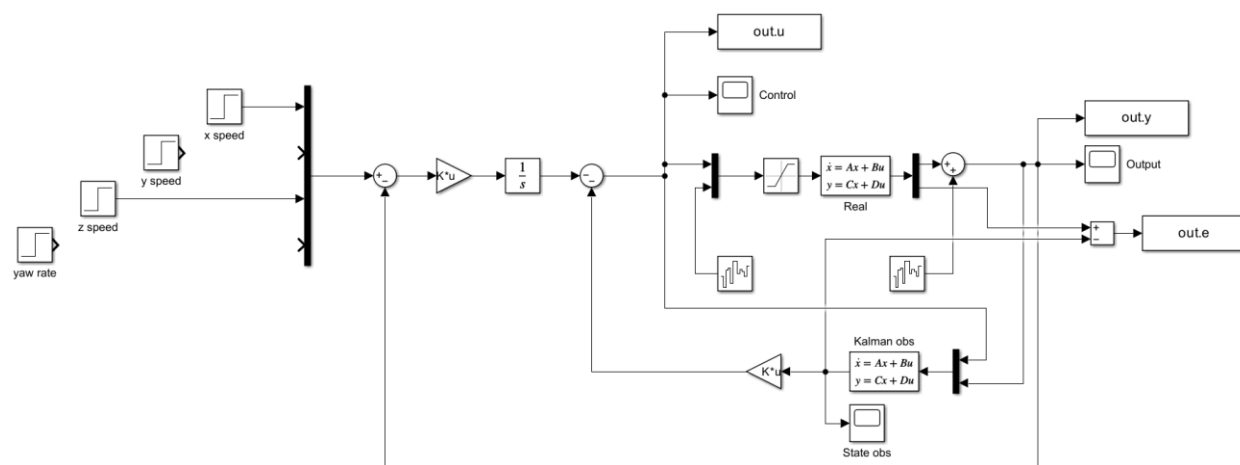 out.u
Control
x speed
y speed
z speed
yaw rate
+
−
K*u
1
s
−
−
ẋ = Ax + Bu
y = Cx + Du
Real
+
+
out.y
Output
+
−
out.e
Kalman obs
ẋ = Ax + Bu
y = Cx + Du
K*u
State obs